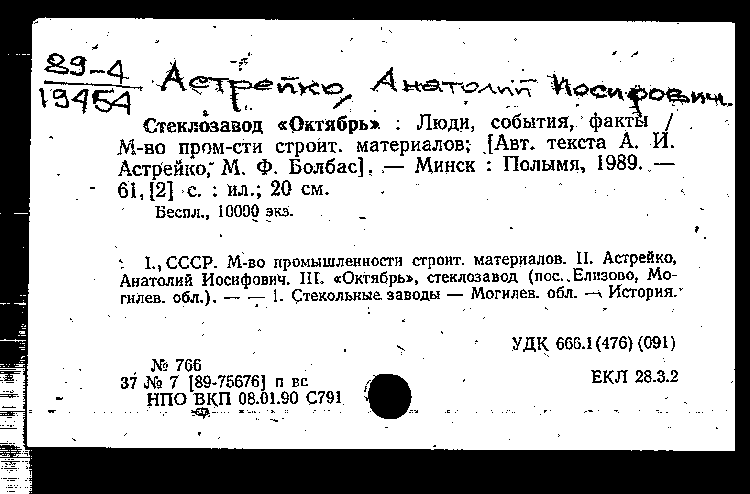 89-4
19454
Астрейко, Анатолий Иосифович.
Стеклозавод «Октябрь» : Люди, события, факты /
М-во пром-сти строит. материалов; [Авт. текста А. И.
Астрейко, М. Ф. Болбас]. — Минск : Полымя, 1989. —
61, [2] с. : ил.; 20 см.
Беспл., 10000 экз.
I. СССР. М-во промышленности строит. материалов. II. Астрейко,
Анатолий Иосифович. III. «Октябрь», стеклозавод (пос. Елизово, Мо-
гилев. обл.). — — 1. Стекольные заводы — Могилев. обл. — История.
УДК 666.1(476)(091)
№ 766
37 № 7 [89-75676] п вс
ЕКЛ 28.3.2
НПО ВКП 08.01.90 С791